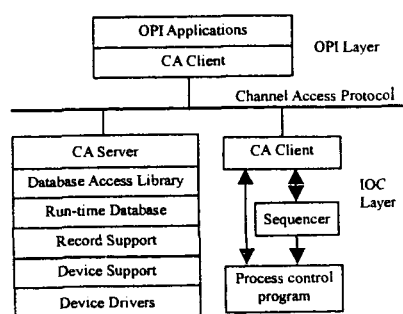 OPI Applications
CA Client
OPI Layer
Channel Access Protocol
CA Server
Database Access Library
Run-time Database
Record Support
Device Support
Device Drivers
CA Client
IOC
Layer
Sequencer
Process control
program